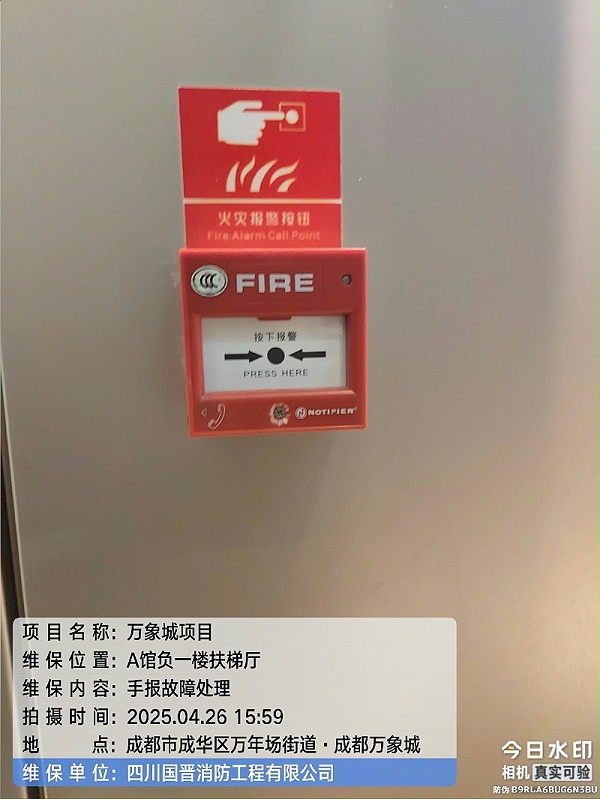 火灾报警按钮
Fire Alarm Call Point
CCC FIRE
按下报警
PRESS HERE
NOTIFIER
项目名称：万象城项目
维保位置：A馆负一楼扶梯厅
维保内容：手报故障处理
拍摄时间：2025.04.26 15:59
地点：成都市成华区万年场街道·成都万象城
维保单位：四川国晋消防工程有限公司
今日水印
相机 真实可验
防伪 B9RLA6BUG6N3BU